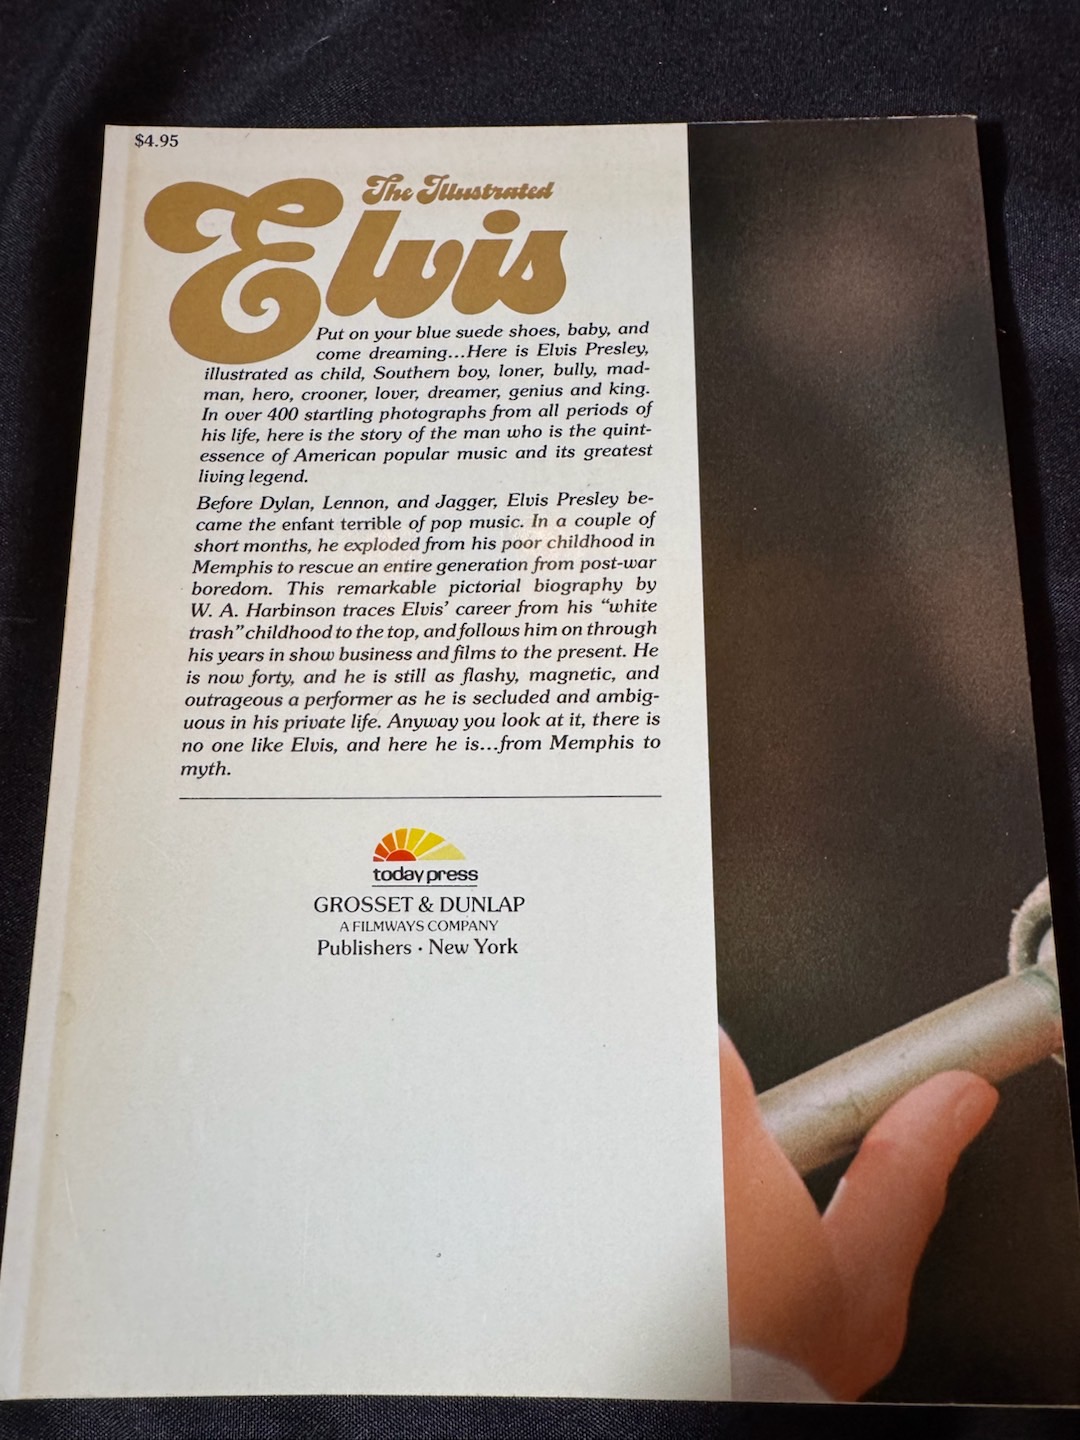 $4.95
The Illustrated
Elvis
Put on your blue suede shoes, baby, and
come dreaming...Here is Elvis Presley,
illustrated as child, Southern boy, loner, bully, mad-
man, hero, crooner, lover, dreamer, genius and king.
In over 400 startling photographs from all periods of
his life, here is the story of the man who is the quint-
essence of American popular music and its greatest
living legend.
Before Dylan, Lennon, and Jagger, Elvis Presley be-
came the enfant terrible of pop music. In a couple of
short months, he exploded from his poor childhood in
Memphis to rescue an entire generation from post-war
boredom. This remarkable pictorial biography by
W. A. Harbinson traces Elvis' career from his "white
trash" childhood to the top, and follows him on through
his years in show business and films to the present. He
is now forty, and he is still as flashy, magnetic, and
outrageous a performer as he is secluded and ambig-
uous in his private life. Anyway you look at it, there is
no one like Elvis, and here he is...from Memphis to
myth.
today press
GROSSET & DUNLAP
A FILMWAYS COMPANY
Publishers · New York